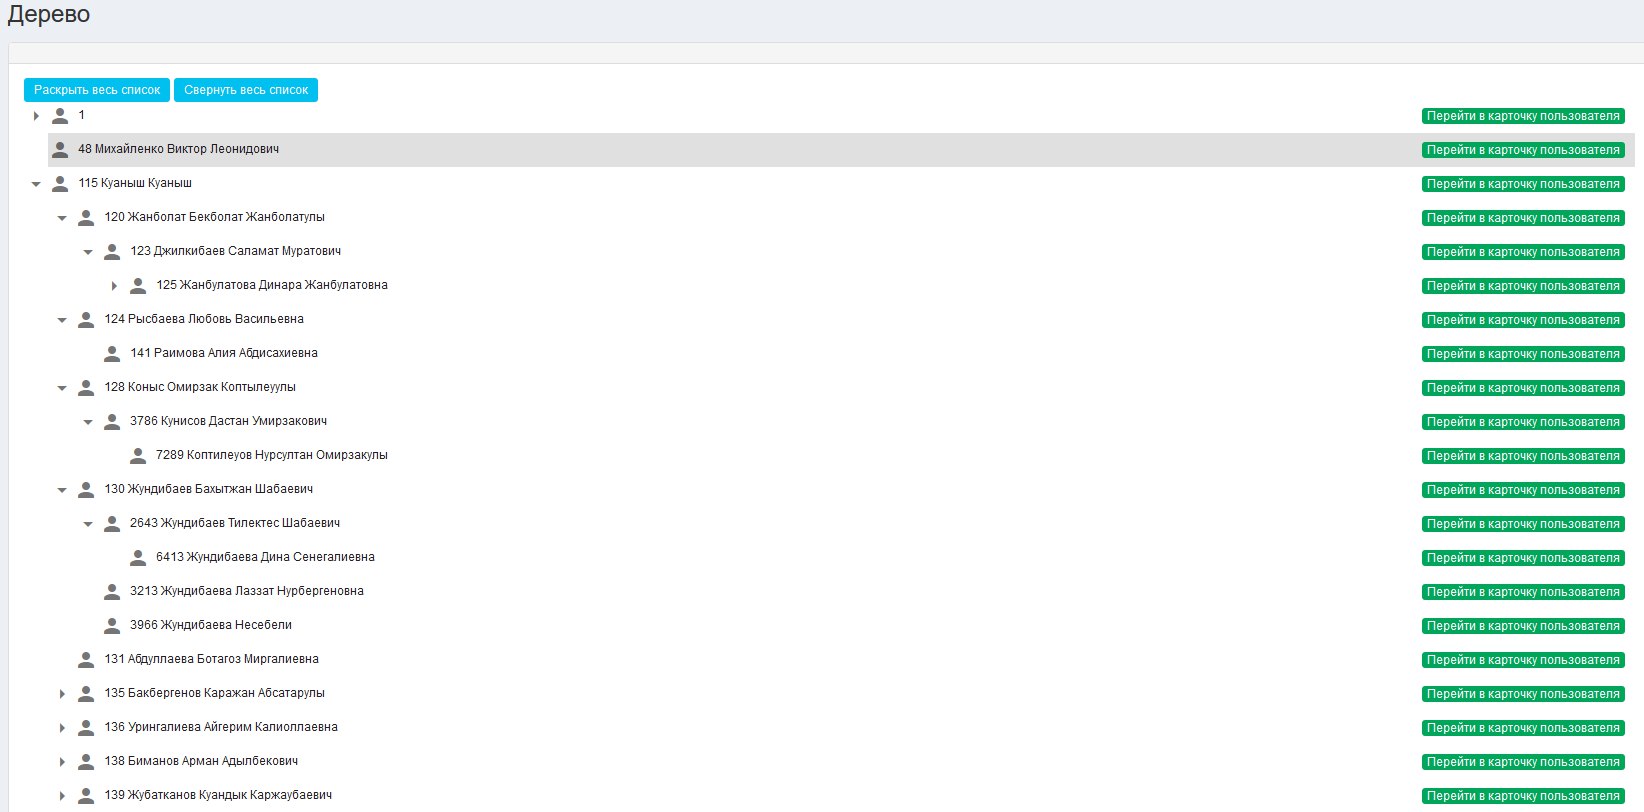 Дерево
Раскрыть весь список Свернуть весь список
1 Перейти в карточку пользователя
48 Михайленко Виктор Леонидович Перейти в карточку пользователя
115 Куаныш Куаныш Перейти в карточку пользователя
120 Жанболат Бекболат Жанболатулы Перейти в карточку пользователя
123 Джилкибаев Саламат Муратович Перейти в карточку пользователя
125 Жанбулатова Динара Жанбулатовна Перейти в карточку пользователя
124 Рысбаева Любовь Васильевна Перейти в карточку пользователя
141 Раимова Алия Абдисахиевна Перейти в карточку пользователя
128 Коныс Омирзак Коптылеуулы Перейти в карточку пользователя
3786 Кунисов Дастан Умирзакович Перейти в карточку пользователя
7289 Коптилеуов Нурсултан Омирзакулы Перейти в карточку пользователя
130 Жундибаев Бахытжан Шабаевич Перейти в карточку пользователя
2643 Жундибаев Тилектес Шабаевич Перейти в карточку пользователя
6413 Жундибаева Дина Сенегалиевна Перейти в карточку пользователя
3213 Жундибаева Лаззат Нурбергеновна Перейти в карточку пользователя
3966 Жундибаева Несебели Перейти в карточку пользователя
131 Абдуллаева Ботагоз Миргалиевна Перейти в карточку пользователя
135 Бакбергенов Каражан Абсатарулы Перейти в карточку пользователя
136 Урингалиева Айгерим Калиоллаевна Перейти в карточку пользователя
138 Биманов Арман Адылбекович Перейти в карточку пользователя
139 Жубатканов Куандык Каржаубаевич Перейти в карточку пользователя